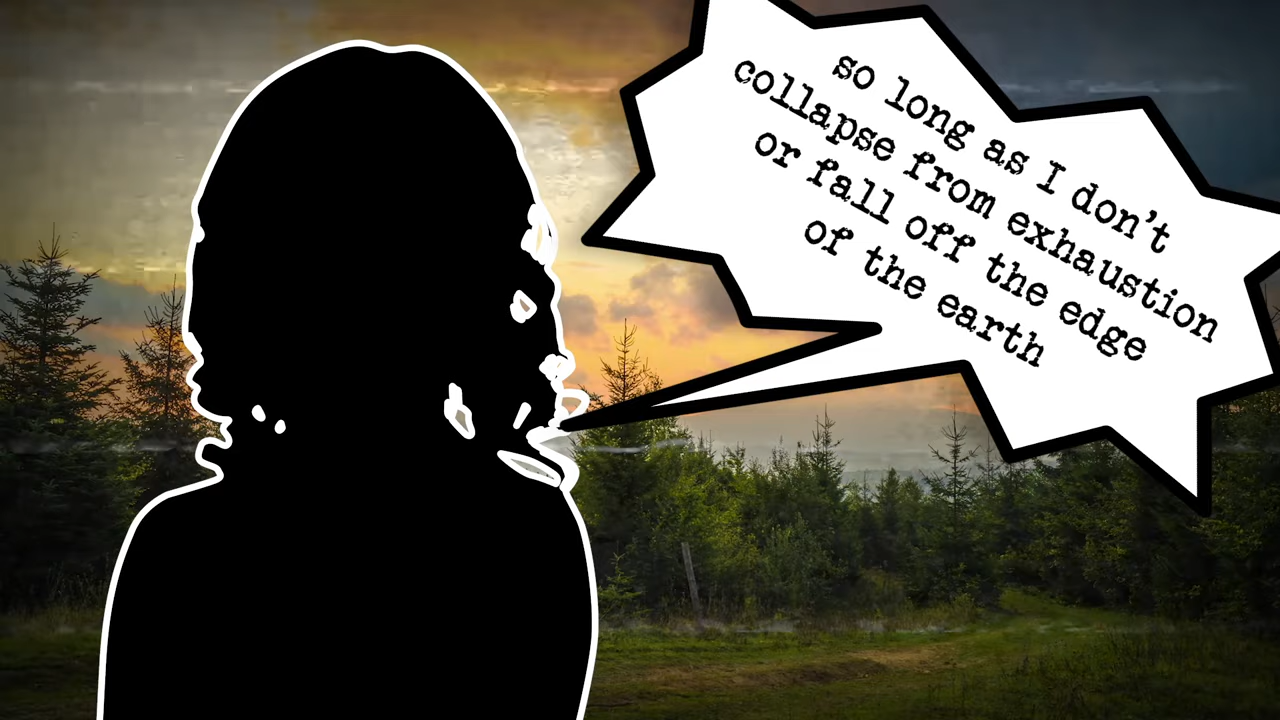 so long as I don't
collapse from exhaustion
or fall off the edge
of the earth